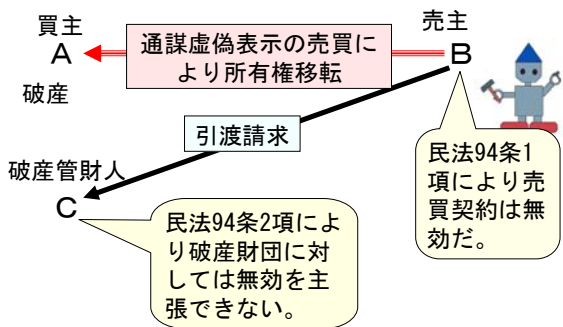 買主
A
破産
通謀虚偽表示の売買に
より所有権移転
売主
B
引渡請求
民法94条1
項により売
買契約は無
効だ。
破産管財人
C
民法94条2項によ
り破産財団に対
しては無効を主
張できない。